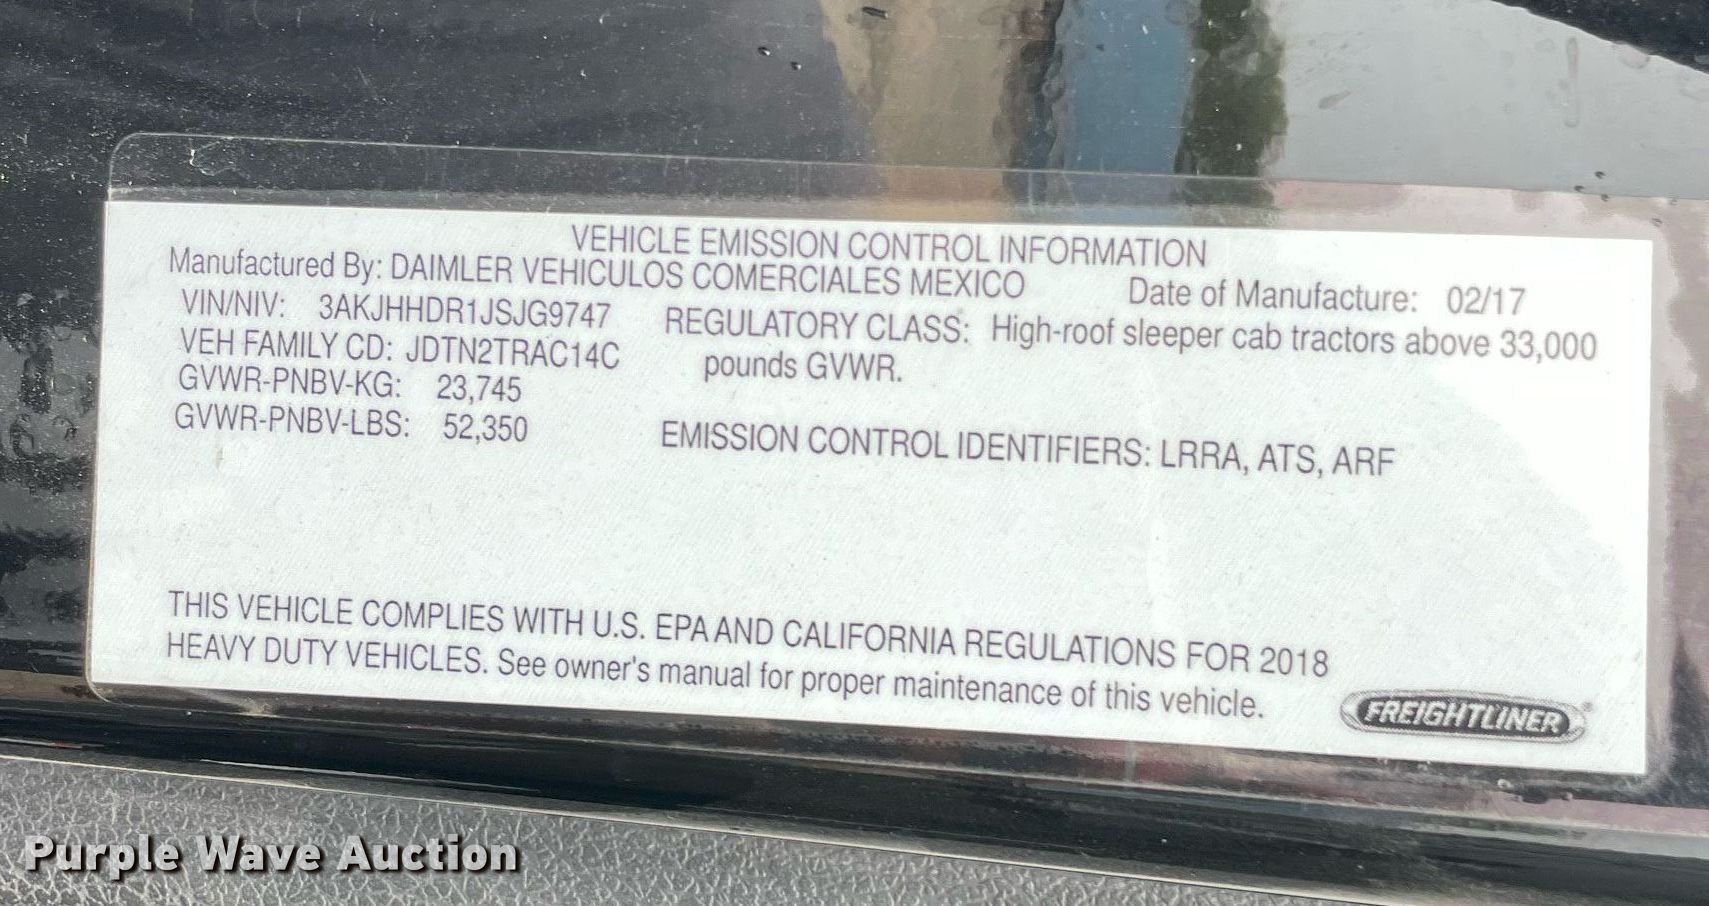 VEHICLE EMISSION CONTROL INFORMATION
Manufactured By: DAIMLER VEHICULOS COMERCIALES MEXICO Date of Manufacture: 02/17
VIN/NIV: 3AKJHHDR1JSJG9747 REGULATORY CLASS: High-roof sleeper cab tractors above 33,000
VEH FAMILY CD: JDTN2TRAC14C pounds GVWR.
GVWR-PNBV-KG: 23,745
GVWR-PNBV-LBS: 52,350 EMISSION CONTROL IDENTIFIERS: LRRA, ATS, ARF
THIS VEHICLE COMPLIES WITH U.S. EPA AND CALIFORNIA REGULATIONS FOR 2018
HEAVY DUTY VEHICLES. See owner's manual for proper maintenance of this vehicle.
FREIGHTLINER®
Purple Wave Auction